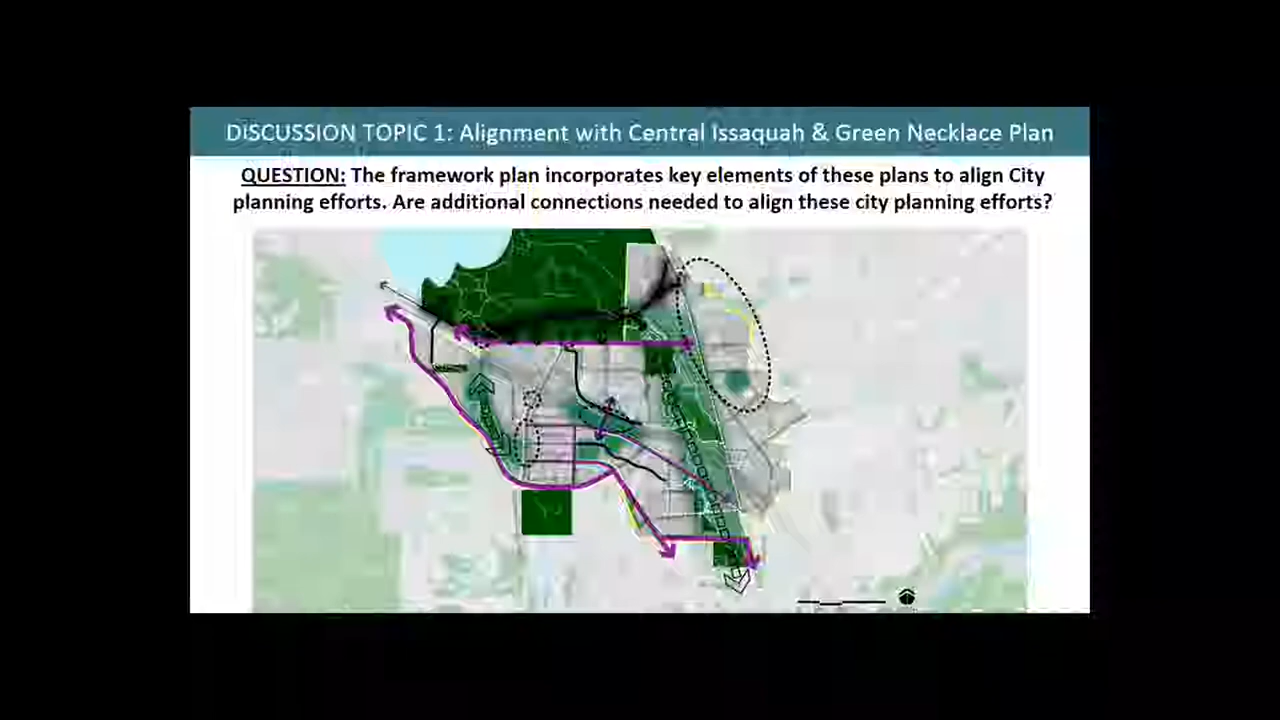 DISCUSSION TOPIC 1: Alignment with Central Issaquah & Green Necklace Plan
QUESTION: The framework plan incorporates key elements of these plans to align City
planning efforts. Are additional connections needed to align these city planning efforts?